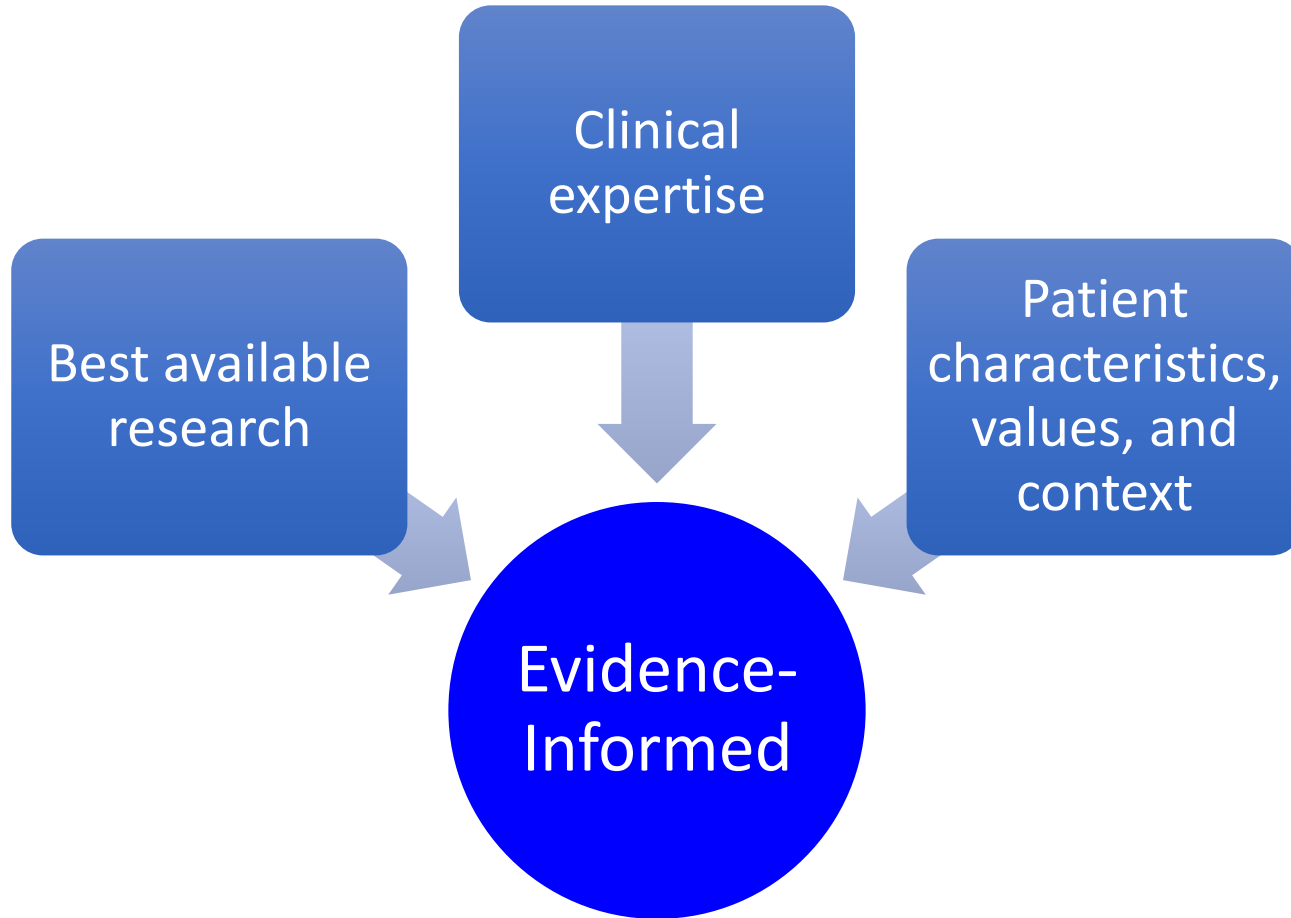 Clinical
expertise
Best available
research
Patient
characteristics,
values, and
context
Evidence-
Informed